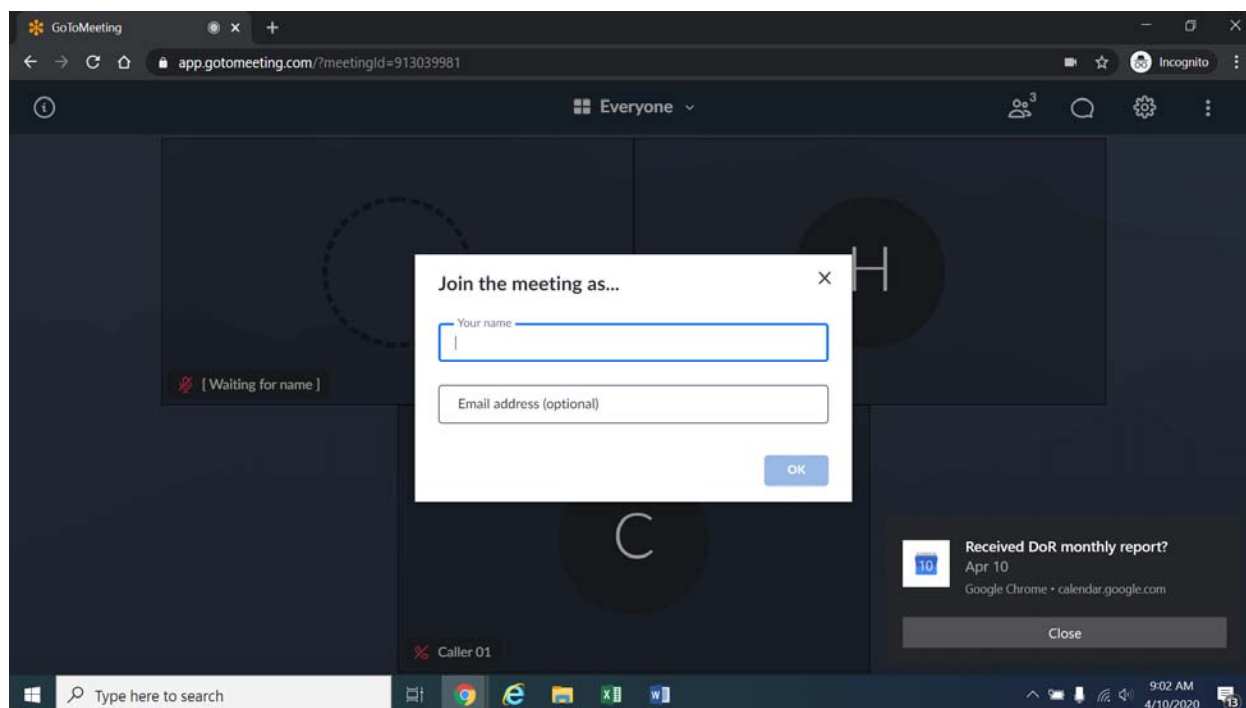 GoToMeeting
app.gotomeeting.com/?meetingId=913039981
Incognito
Everyone
3
H
Join the meeting as...
Your name
[ Waiting for name ]
Email address (optional)
OK
C
Received DoR monthly report?
10
Apr 10
Google Chrome • calendar.google.com
Close
Caller 01
Type here to search
9:02 AM
4/10/2020
13